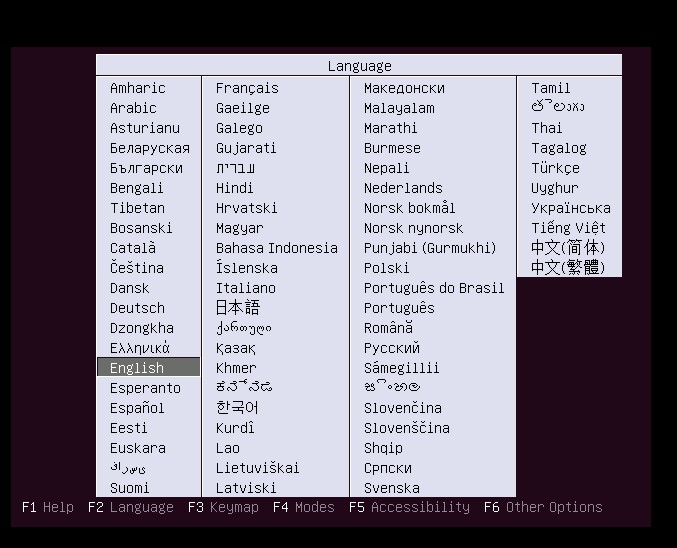 Language
Amharic
Arabic
Asturianu
Беларуская
Български
Bengali
Tibetan
Bosanski
Català
Čeština
Dansk
Deutsch
Dzongkha
Ελληνικά
English
Esperanto
Español
Eesti
Euskara
ﻰﺳﺭﺎﻓ
Suomi
Français
Gaeilge
Galego
Gujarati
עברית
Hindi
Hrvatski
Magyar
Bahasa Indonesia
Íslenska
Italiano
日本語
ქართული
Қазақ
Khmer
ಕನ್ನಡ
한국어
Kurdî
Lao
Lietuviškai
Latviski
Македонски
Malayalam
Marathi
Burmese
Nepali
Nederlands
Norsk bokmål
Norsk nynorsk
Punjabi (Gurmukhi)
Polski
Português do Brasil
Português
Română
Русский
Sámegillii
සිංහල
Slovenčina
Slovenščina
Shqip
Српски
Svenska
Tamil
తెలుగు
Thai
Tagalog
Türkçe
Uyghur
Українська
Tiếng Việt
中文(简体)
中文(繁體)
F1 Help F2 Language F3 Keymap F4 Modes F5 Accessibility F6 Other Options